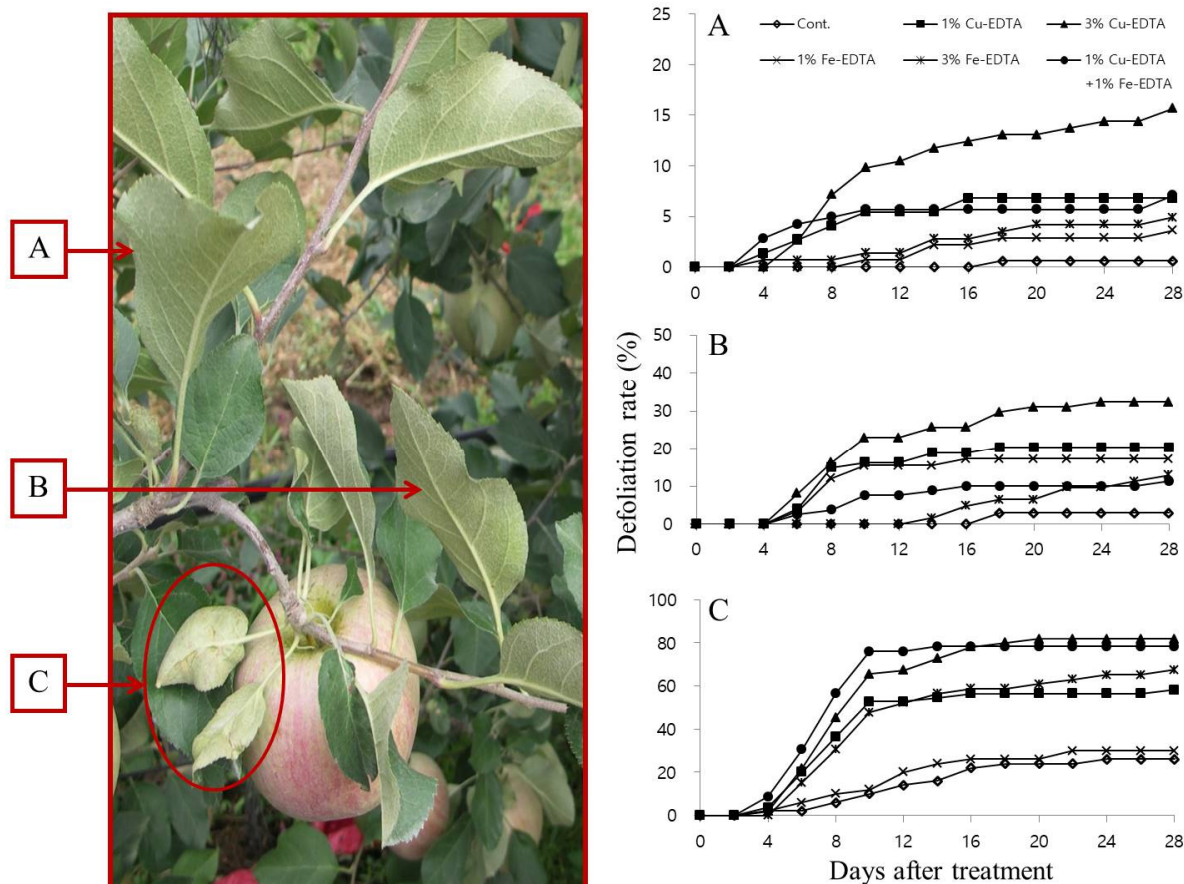 A
B
C
Defoliation rate (%)
A
Cont.
1% Cu-EDTA
3% Cu-EDTA
1% Fe-EDTA
3% Fe-EDTA
1% Cu-EDTA
+1% Fe-EDTA
25
20
15
10
5
0
0 4 8 12 16 20 24 28
B
50
40
30
20
10
0
0 4 8 12 16 20 24 28
C
100
80
60
40
20
0
0 4 8 12 16 20 24 28
Days after treatment